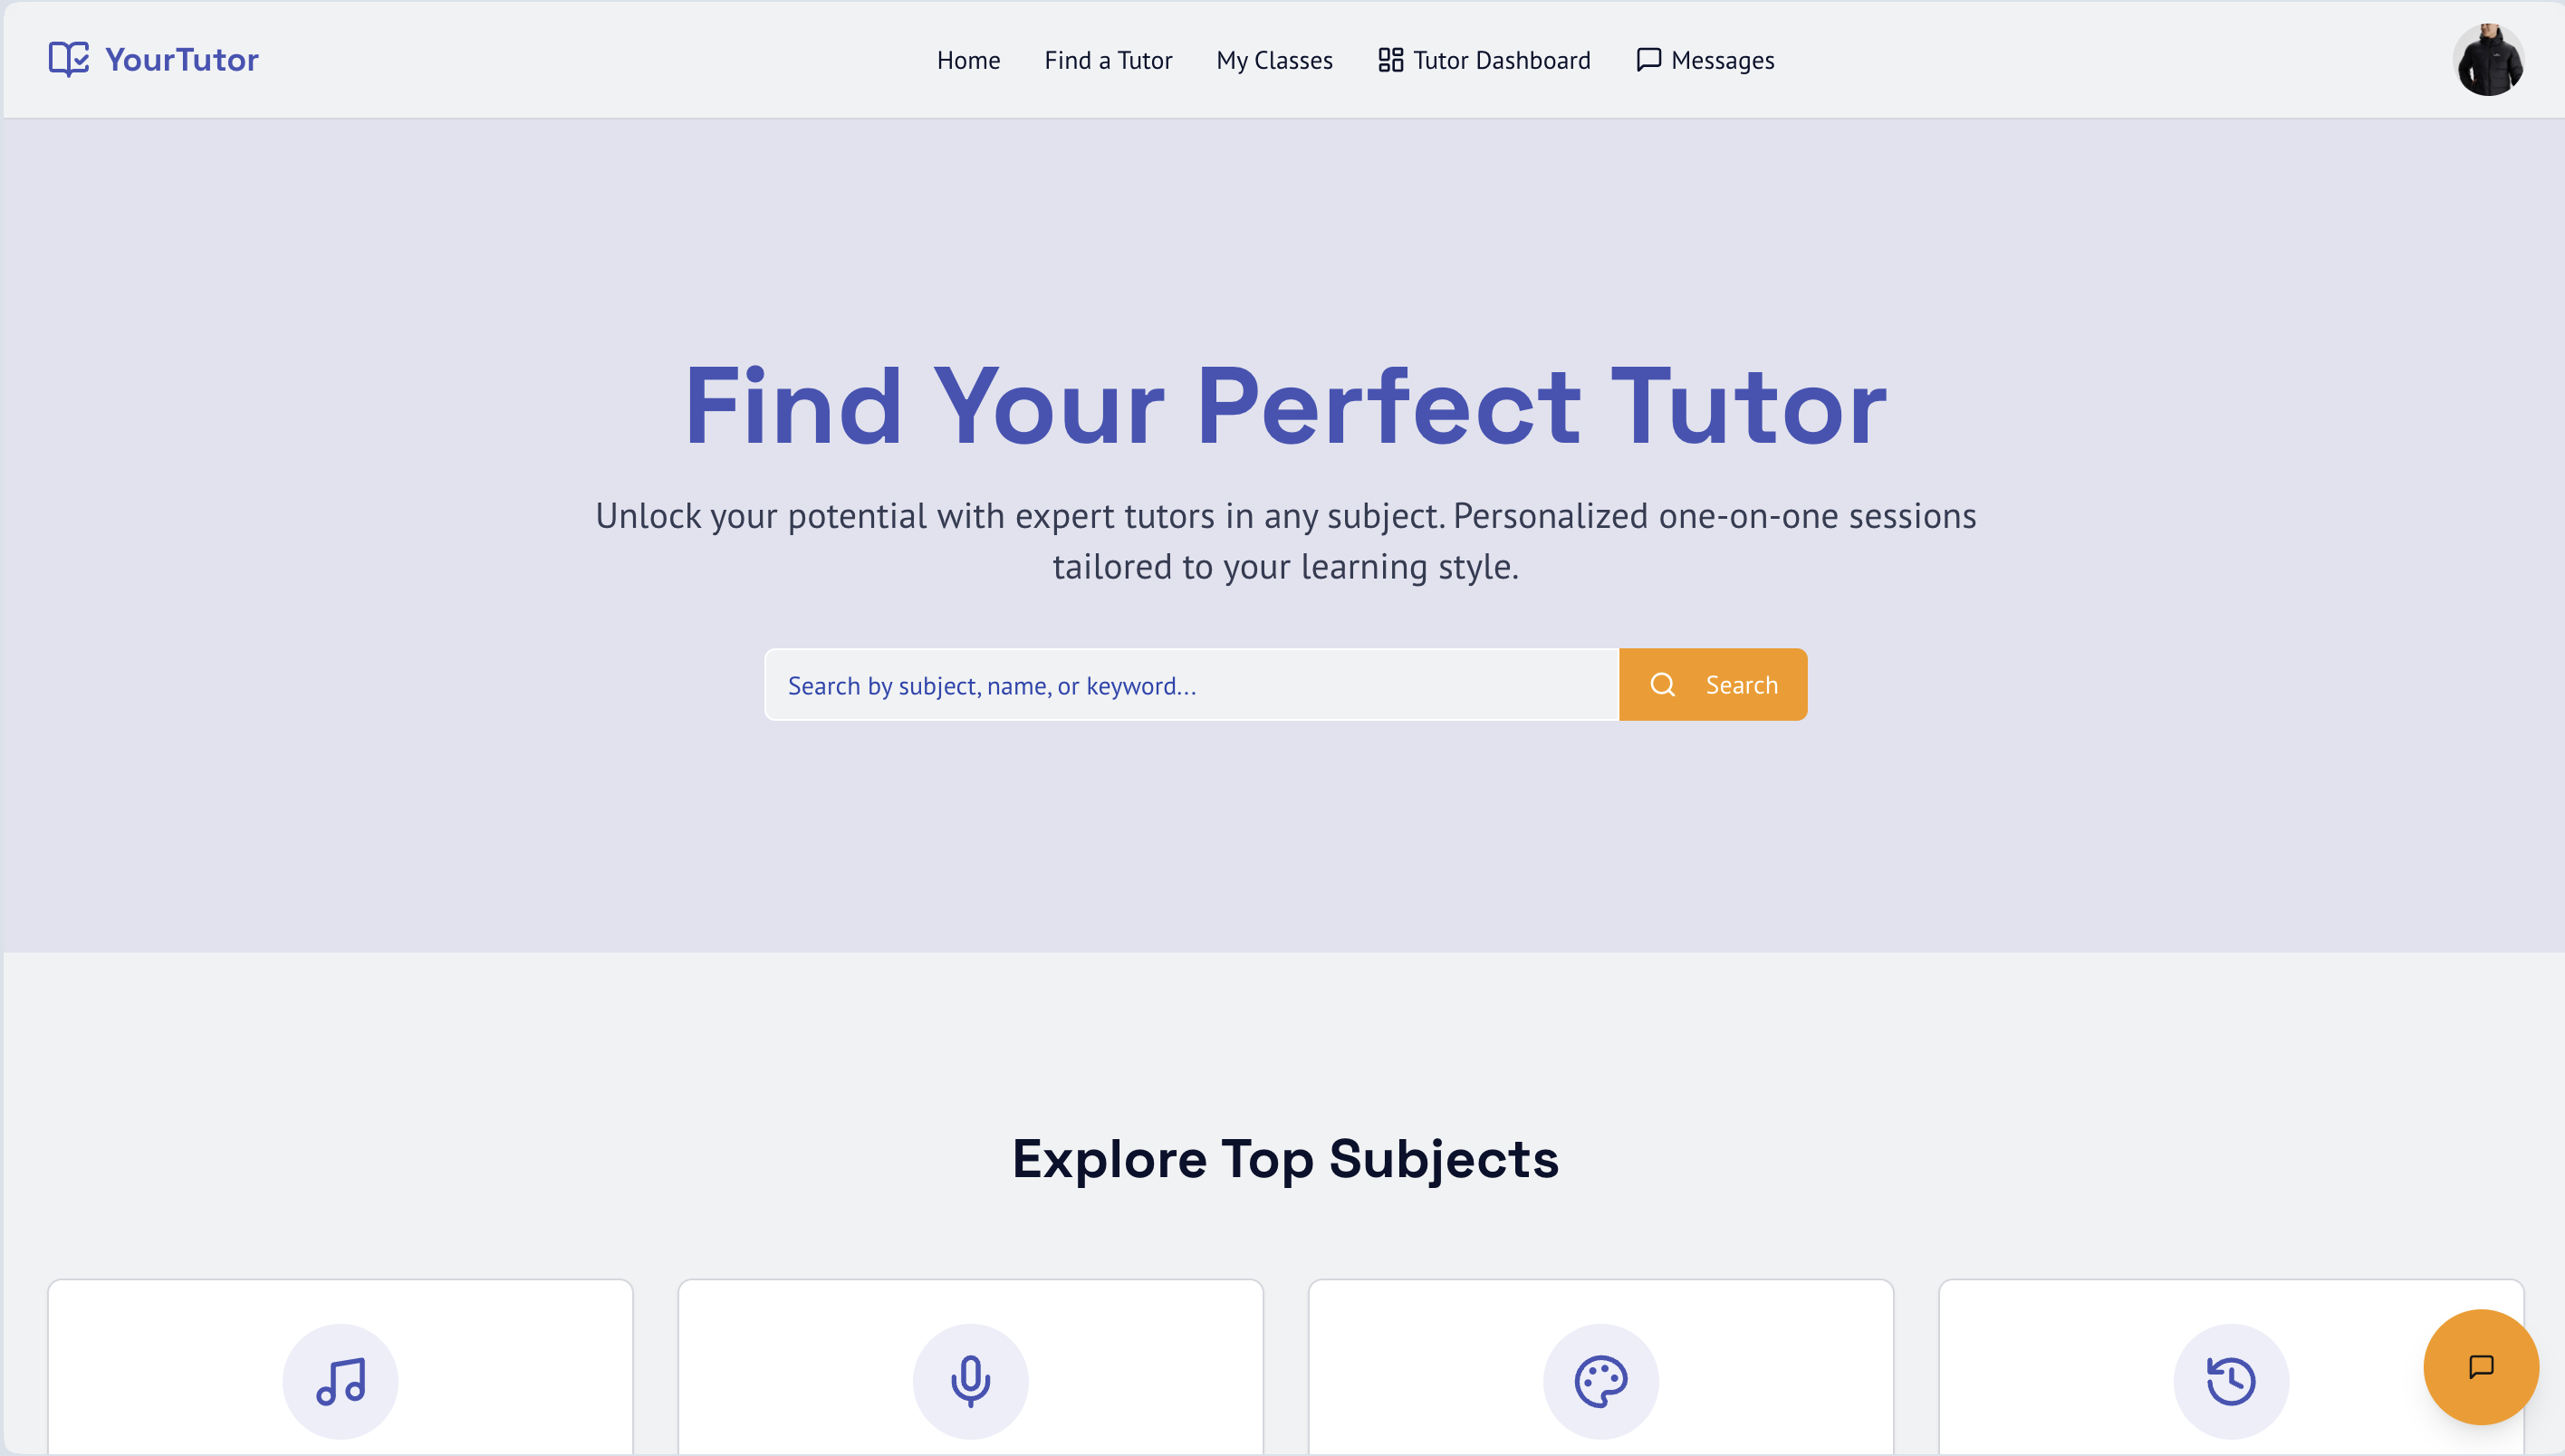 YourTutor
Home
Find a Tutor
My Classes
Tutor Dashboard
Messages
Find Your Perfect Tutor
Unlock your potential with expert tutors in any subject. Personalized one-on-one sessions
tailored to your learning style.
Search by subject, name, or keyword...
Search
Explore Top Subjects